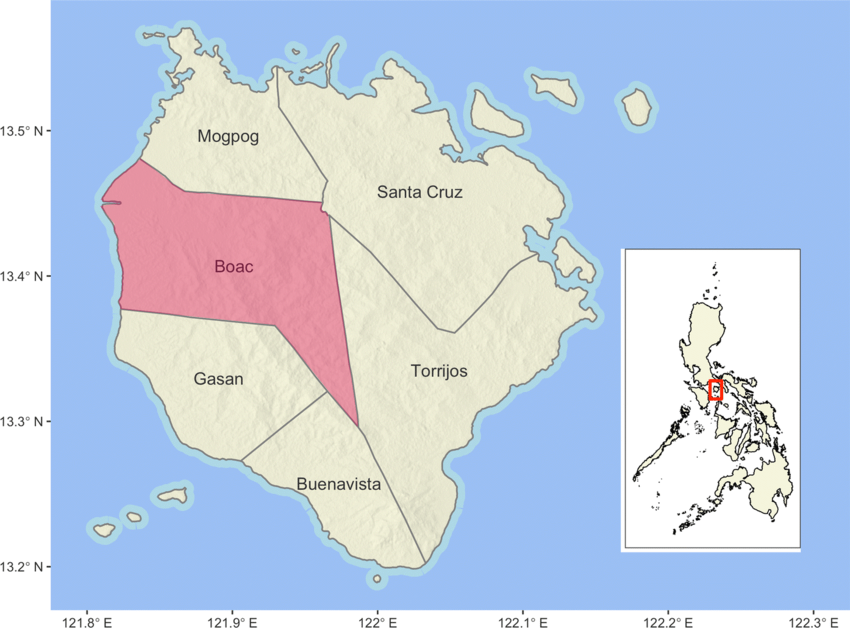 13.5° N
Mogpog
Santa Cruz
Boac
13.4° N
Gasan
Torrijos
13.3° N
Buenavista
13.2° N
121.8° E
121.9° E
122° E
122.1° E
122.2° E
122.3° E